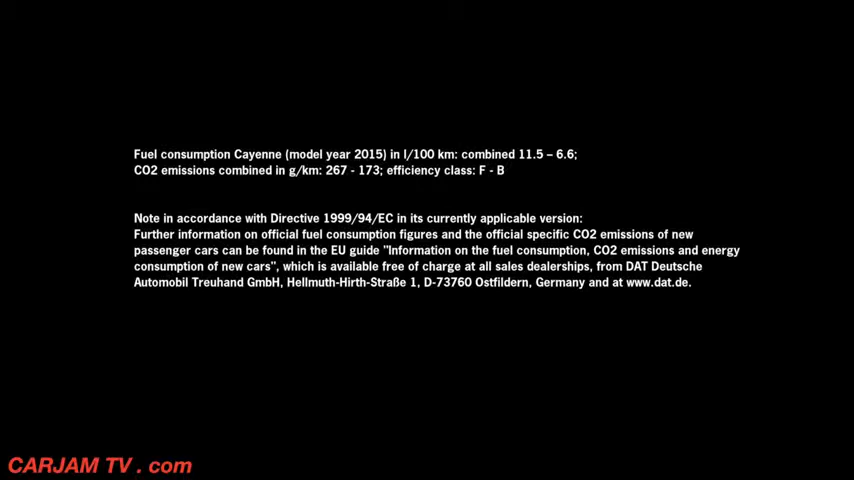 Fuel consumption Cayenne (model year 2015) in l/100 km: combined 11.5 – 6.6;
CO2 emissions combined in g/km: 267 - 173; efficiency class: F - B
Note in accordance with Directive 1999/94/EC in its currently applicable version:
Further information on official fuel consumption figures and the official specific CO2 emissions of new
passenger cars can be found in the EU guide "Information on the fuel consumption, CO2 emissions and energy
consumption of new cars", which is available free of charge at all sales dealerships, from DAT Deutsche
Automobil Treuhand GmbH, Hellmuth-Hirth-Straße 1, D-73760 Ostfildern, Germany and at www.dat.de.
CARJAM TV . com